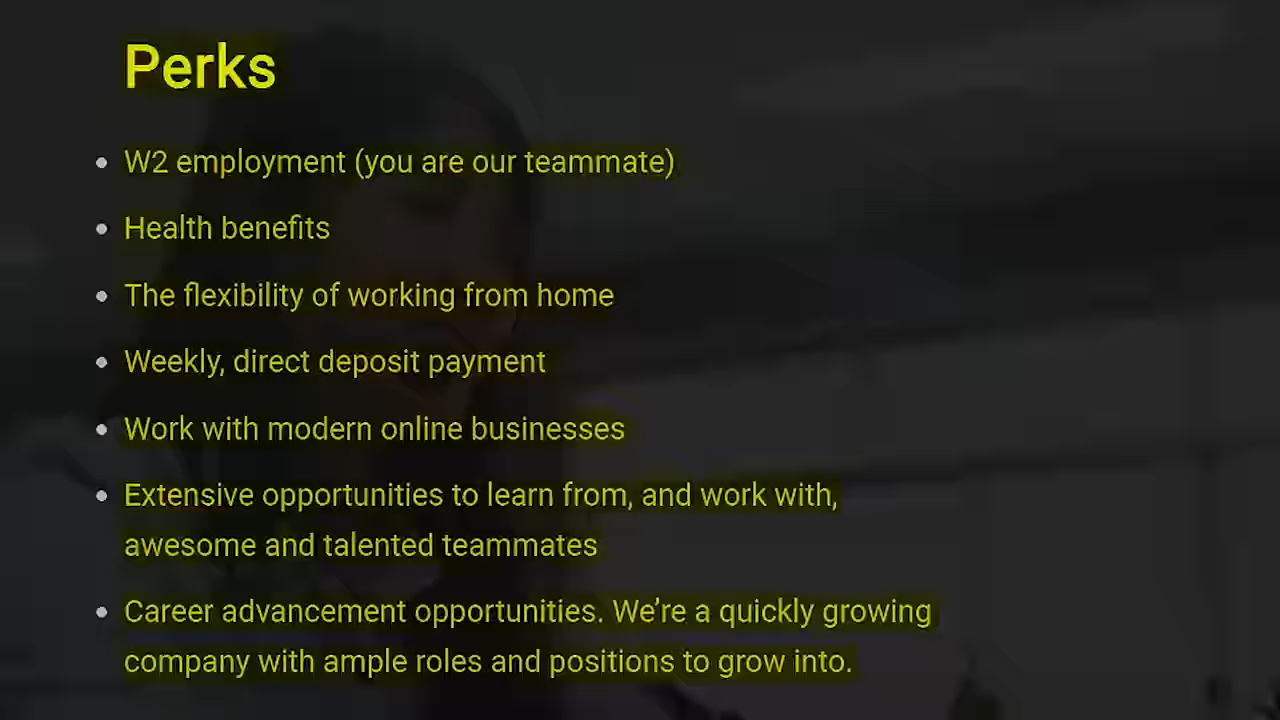 Perks
W2 employment (you are our teammate)
Health benefits
The flexibility of working from home
Weekly, direct deposit payment
Work with modern online businesses
Extensive opportunities to learn from, and work with,
awesome and talented teammates
Career advancement opportunities. We’re a quickly growing
company with ample roles and positions to grow into.